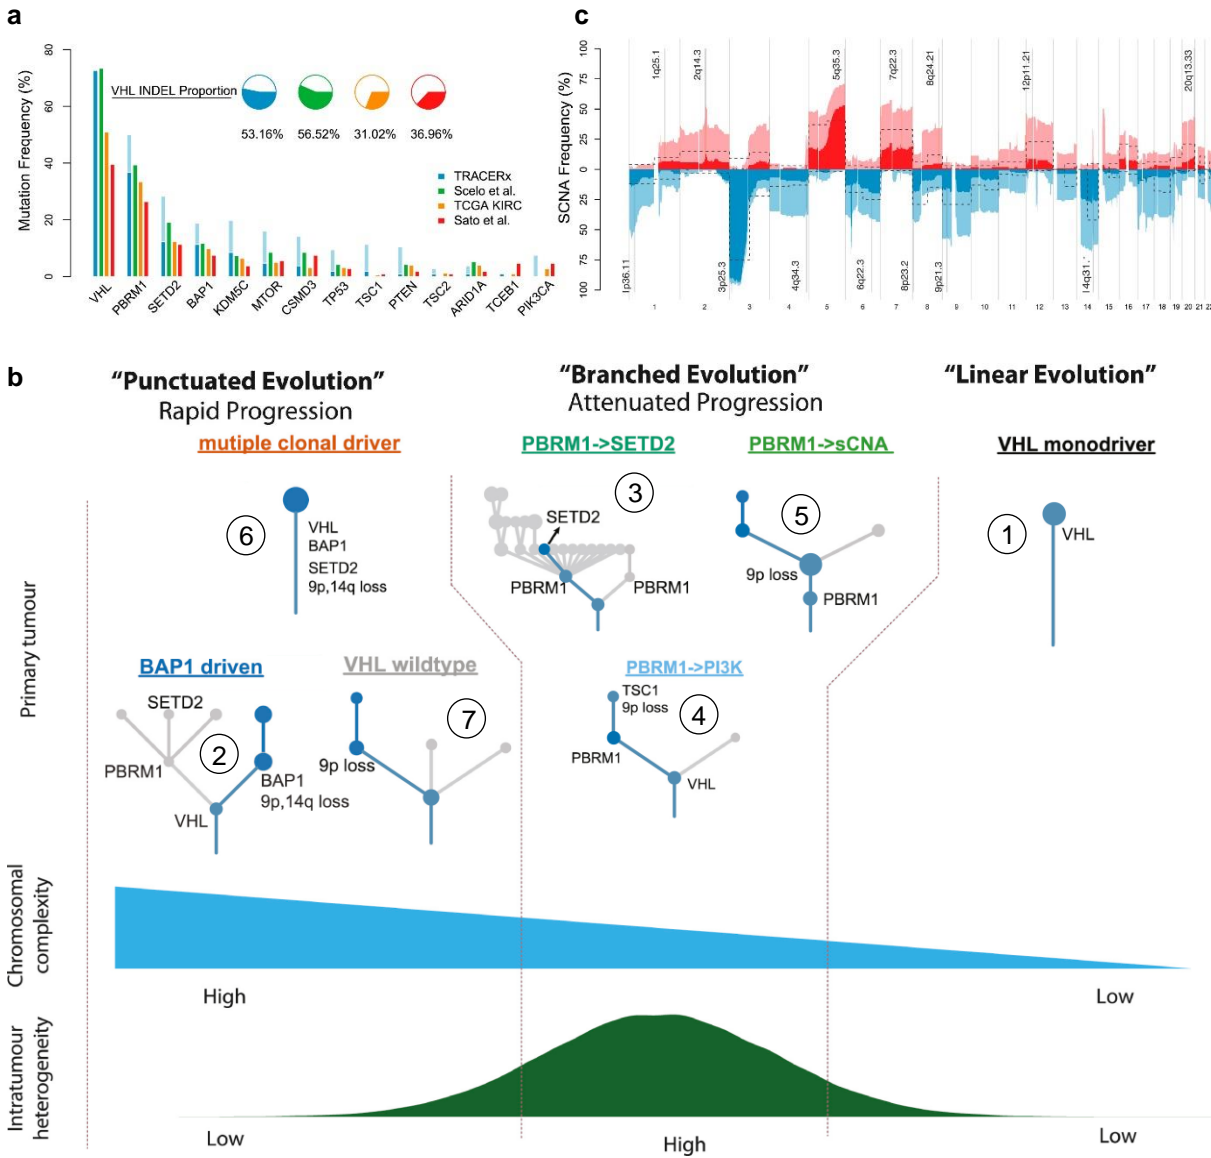 a
Mutation Frequency (%)
80
60
40
20
0
VHL INDEL Proportion
53.16%
56.52%
31.02%
36.96%
TRACERx
Scelo et al.
TCGA KIRC
Sato et al.
VHL
PBRM1
SETD2
BAP1
KDM5C
MTOR
CSMD3
TP53
TSC1
PTEN
TSC2
ARID1A
TCEB1
PIK3CA
c
SCNA Frequency (%)
100
75
50
25
0
25
50
75
100
1q25.1
2q14.3
5q35.3
7q22.3
8q24.21
12p11.21
20q13.33
1p36.11
3p25.3
4q34.3
6q22.3
8p23.2
9p21.3
14q31.
1
2
3
4
5
6
7
8
9
10
11
12
13
14
15
16
17
18
19
20
21
22
b
“Punctuated Evolution”
Rapid Progression
“Branched Evolution”
Attenuated Progression
“Linear Evolution”
Primary tumour
mutiple clonal driver
6
VHL
BAP1
SETD2
9p,14q loss
PBRM1->SETD2
3
SETD2
PBRM1
PBRM1
PBRM1->sCNA
5
9p loss
PBRM1
VHL monodriver
1
VHL
BAP1 driven
SETD2
2
PBRM1
BAP1
9p,14q loss
VHL
VHL wildtype
7
9p loss
PBRM1->PI3K
TSC1
9p loss
4
PBRM1
VHL
Chromosomal
complexity
High
Low
Intratumour
heterogeneity
Low
High
Low